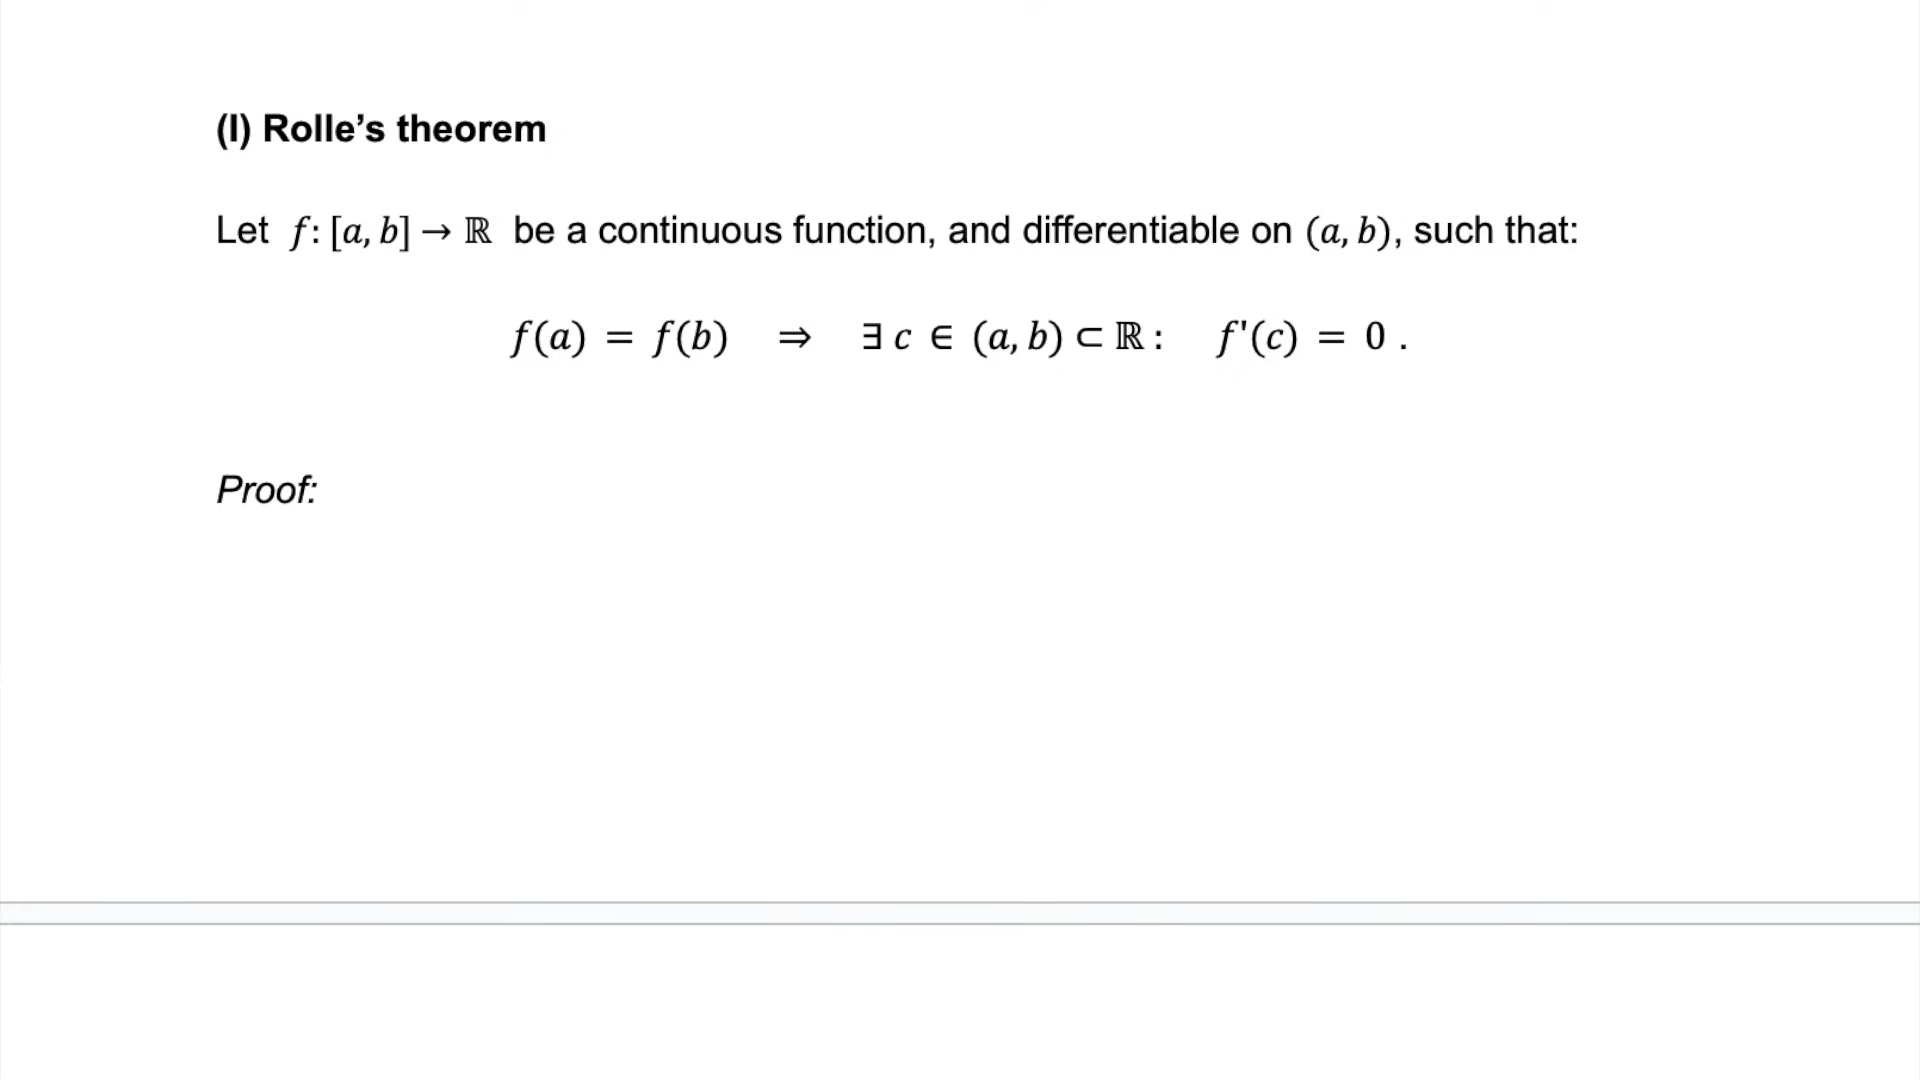 (I) Rolle’s theorem
Let f: [a, b] → ℝ be a continuous function, and differentiable on (a, b), such that:
f(a) = f(b) ⇒ ∃ c ∈ (a, b) ⊂ ℝ : f'(c) = 0 .
Proof: